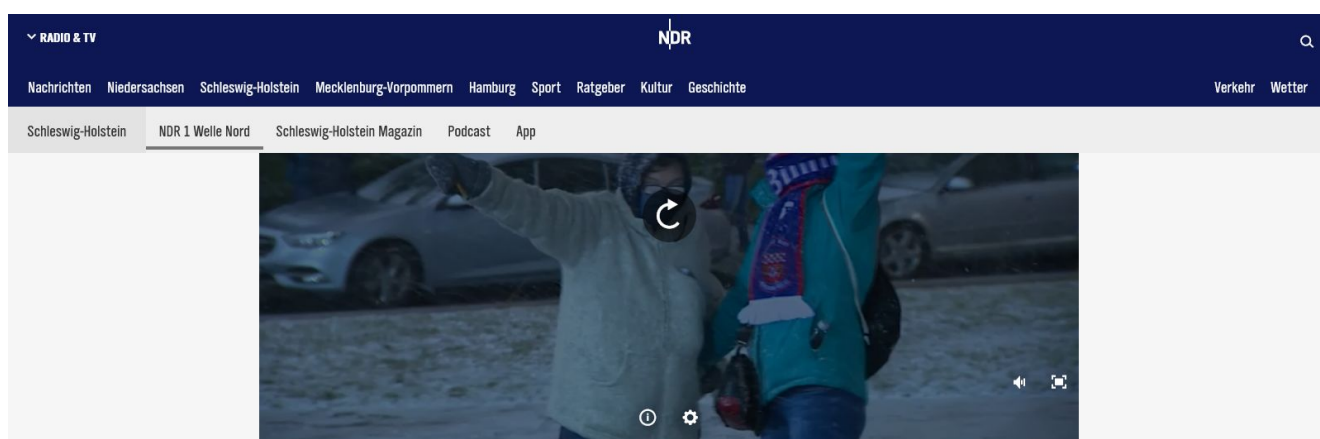 RADIO & TV
NDR
Nachrichten Niedersachsen Schleswig-Holstein Mecklenburg-Vorpommern Hamburg Sport Ratgeber Kultur Geschichte Verkehr Wetter
Schleswig-Holstein NDR 1 Welle Nord Schleswig-Holstein Magazin Podcast App